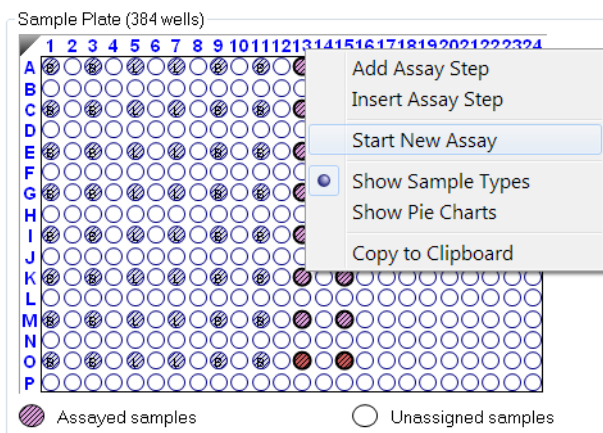 Sample Plate (384 wells)
1 2 3 4 5 6 7 8 9 10 11 12 13 14 15 16 17 18 19 20 21 22 23 24
A B B L L B B
B
C B B L L B B
D
E B B L L B B
F
G B B L L B B
H
I B B L L B B
J
K B B L L B B
L
M B B L L B B
N
O B B L L B B
P
Add Assay Step
Insert Assay Step
Start New Assay
Show Sample Types
Show Pie Charts
Copy to Clipboard
Assayed samples
Unassigned samples